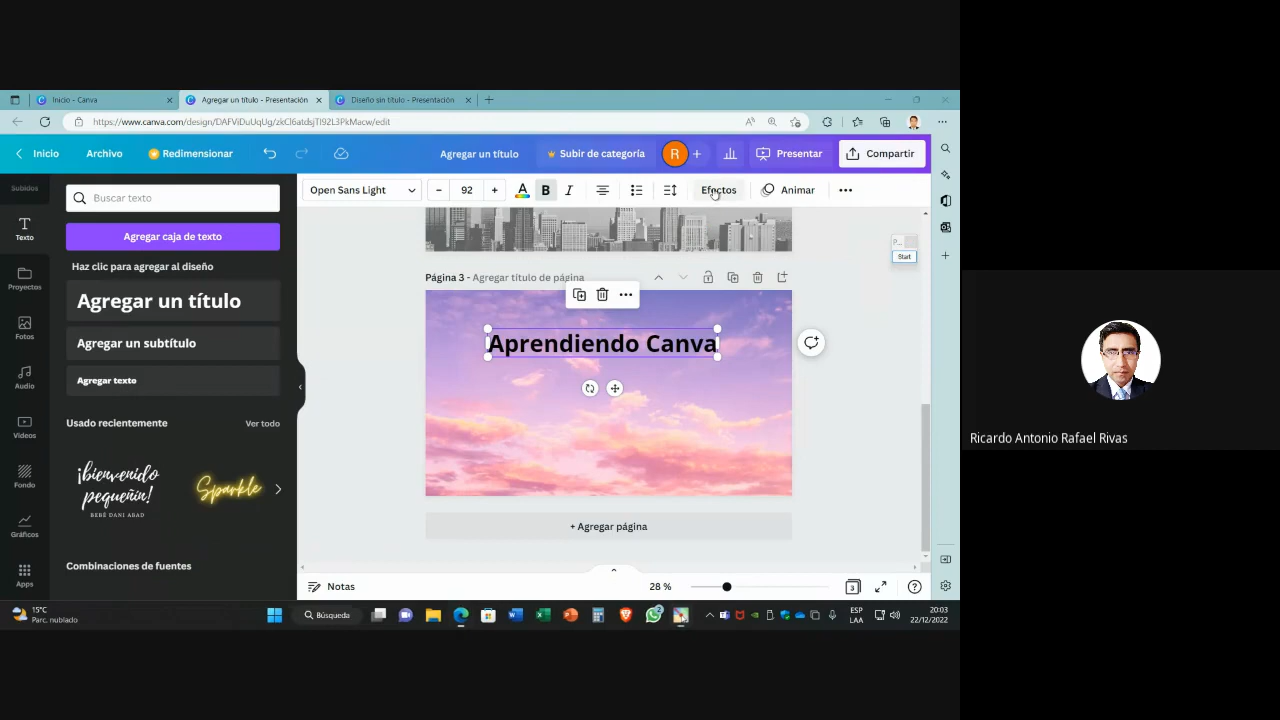 Inicio - Canva
Agregar un título - Presentación
Diseño sin título - Presentación
https://www.canva.com/design/DAFViDuUqUg/zkCl6atdsjTI92L3PkMacw/edit
Inicio
Archivo
Redimensionar
Agregar un título
Subir de categoría
R
Presentar
Compartir
Subidos
Texto
Proyectos
Fotos
Audio
Videos
Fondo
Gráficos
Apps
Buscar texto
Agregar caja de texto
Haz clic para agregar al diseño
Agregar un título
Agregar un subtítulo
Agregar texto
Usado recientemente
Ver todo
¡bienvenido
pequeñín!
BEBÉ DANI ABAD
Sparkle
Combinaciones de fuentes
Open Sans Light
92
A
B
I
Efectos
Animar
P...
Start
Página 3 - Agregar título de página
Aprendiendo Canva
+ Agregar página
Notas
28 %
3
Ricardo Antonio Rafael Rivas
15°C
Parc. nublado
Búsqueda
ESP
LAA
20:03
22/12/2022